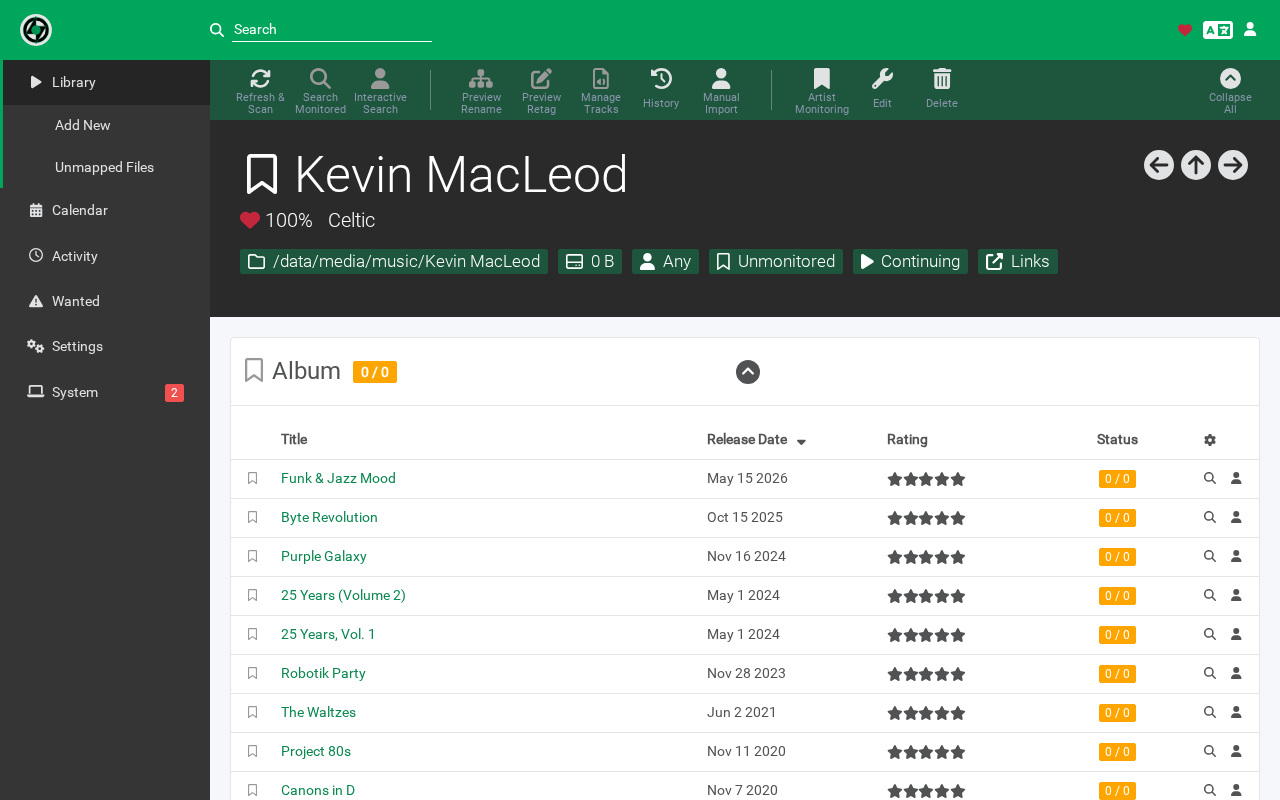 Search
Library
Add New
Unmapped Files
Calendar
Activity
Wanted
Settings
System 2
Refresh &
Scan
Search
Monitored
Interactive
Search
Preview
Rename
Preview
Retag
Manage
Tracks
History
Manual
Import
Artist
Monitoring
Edit
Delete
Collapse
All
Kevin MacLeod
100% Celtic
/data/media/music/Kevin MacLeod 0 B Any Unmonitored Continuing Links
Album 0 / 0
Title Release Date Rating Status
Funk & Jazz Mood May 15 2026 0 / 0
Byte Revolution Oct 15 2025 0 / 0
Purple Galaxy Nov 16 2024 0 / 0
25 Years (Volume 2) May 1 2024 0 / 0
25 Years, Vol. 1 May 1 2024 0 / 0
Robotik Party Nov 28 2023 0 / 0
The Waltzes Jun 2 2021 0 / 0
Project 80s Nov 11 2020 0 / 0
Canons in D Nov 7 2020 0 / 0